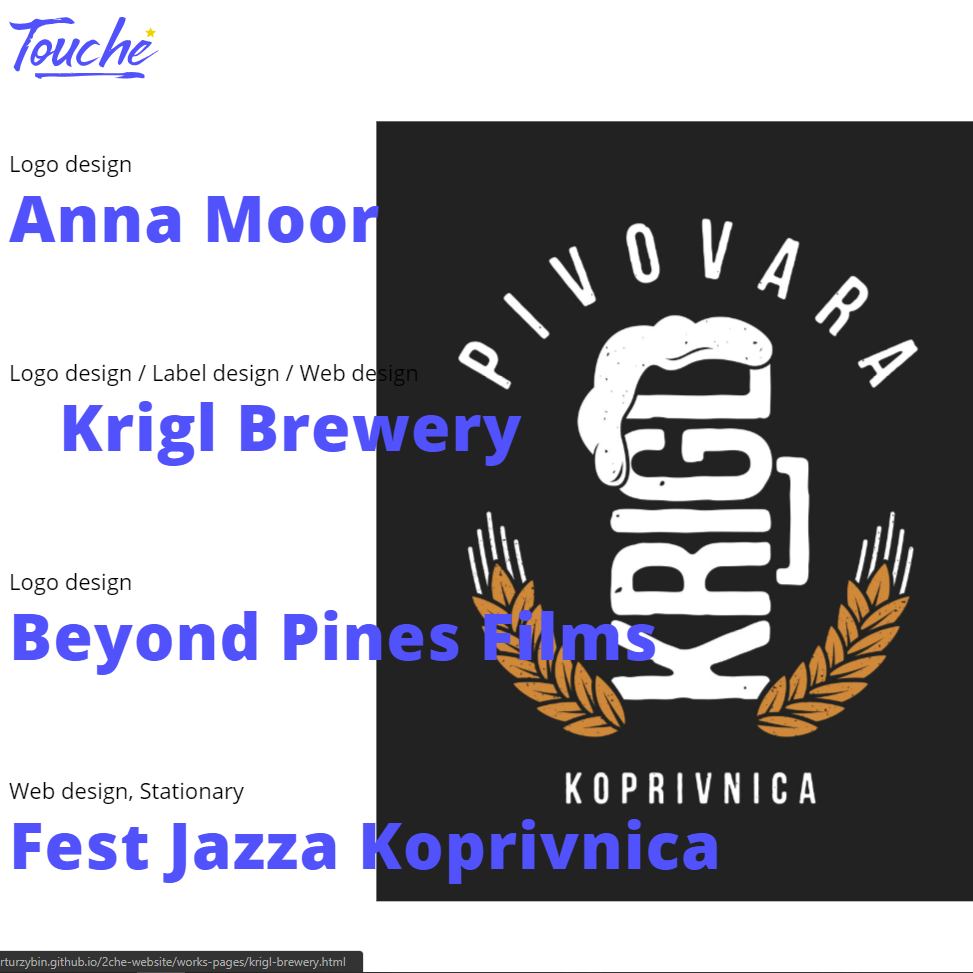 Touche
Logo design
Anna Moor
Logo design / Label design / Web design
Krigl Brewery
Logo design
Beyond Pines Films
Web design, Stationary
Fest Jazza Koprivnica
PIVOVARA
KRIGL
KOPRIVNICA
rturzybin.github.io/2che-website/works-pages/krigl-brewery.html